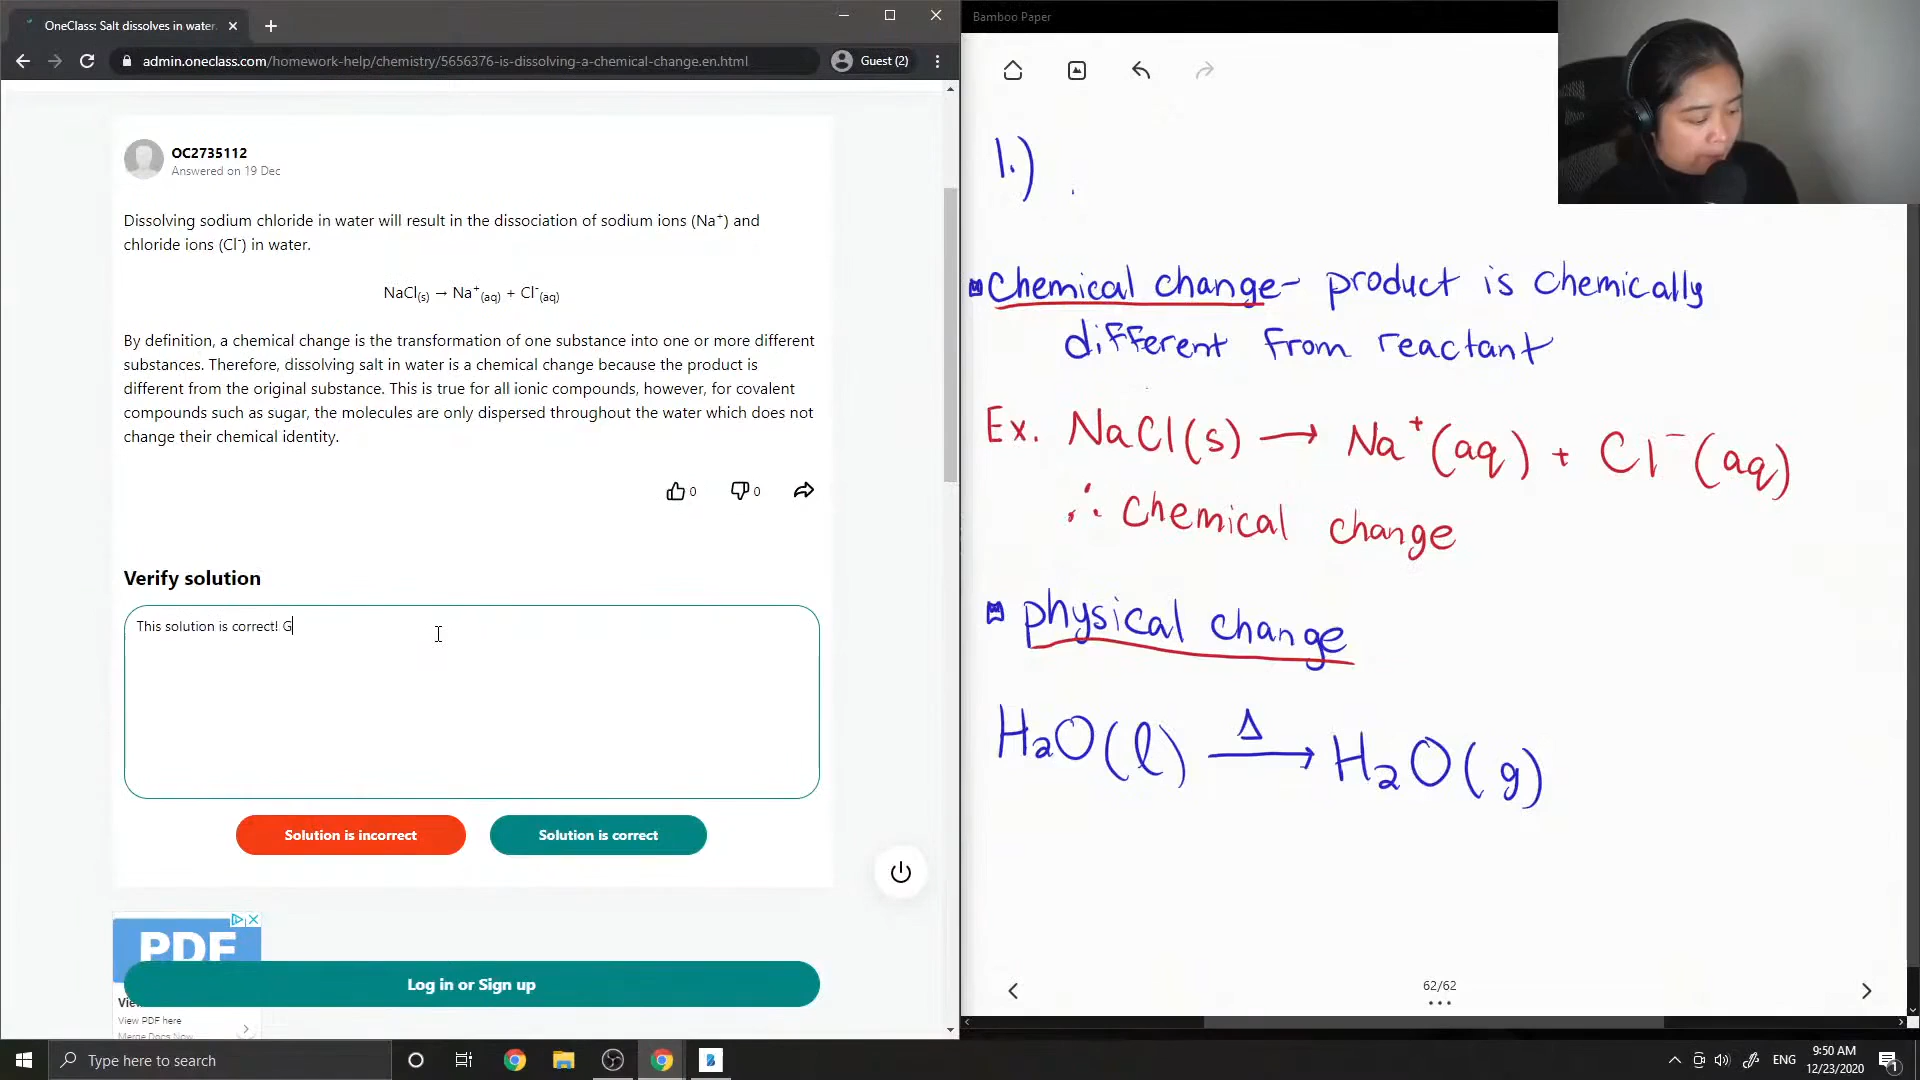 OneClass: Salt dissolves in water.
admin.oneclass.com/homework-help/chemistry/5656376-is-dissolving-a-chemical-change.en.html
Guest (2)
OC2735112
Answered on 19 Dec
Dissolving sodium chloride in water will result in the dissociation of sodium ions (Na⁺) and
chloride ions (Cl⁻) in water.
NaCl(s) → Na⁺(aq) + Cl⁻(aq)
By definition, a chemical change is the transformation of one substance into one or more different
substances. Therefore, dissolving salt in water is a chemical change because the product is
different from the original substance. This is true for all ionic compounds, however, for covalent
compounds such as sugar, the molecules are only dispersed throughout the water which does not
change their chemical identity.
0
0
Verify solution
This solution is correct! G
Solution is incorrect
Solution is correct
PDF
Log in or Sign up
View PDF here
Merge Docs Now
Bamboo Paper
1.)
Chemical change- product is chemically
different from reactant
Ex. NaCl(s) → Na⁺(aq) + Cl⁻(aq)
∴ Chemical change
physical change
H₂O(l) Δ→ H₂O(g)
62/62
Type here to search
ENG
9:50 AM
12/23/2020
1